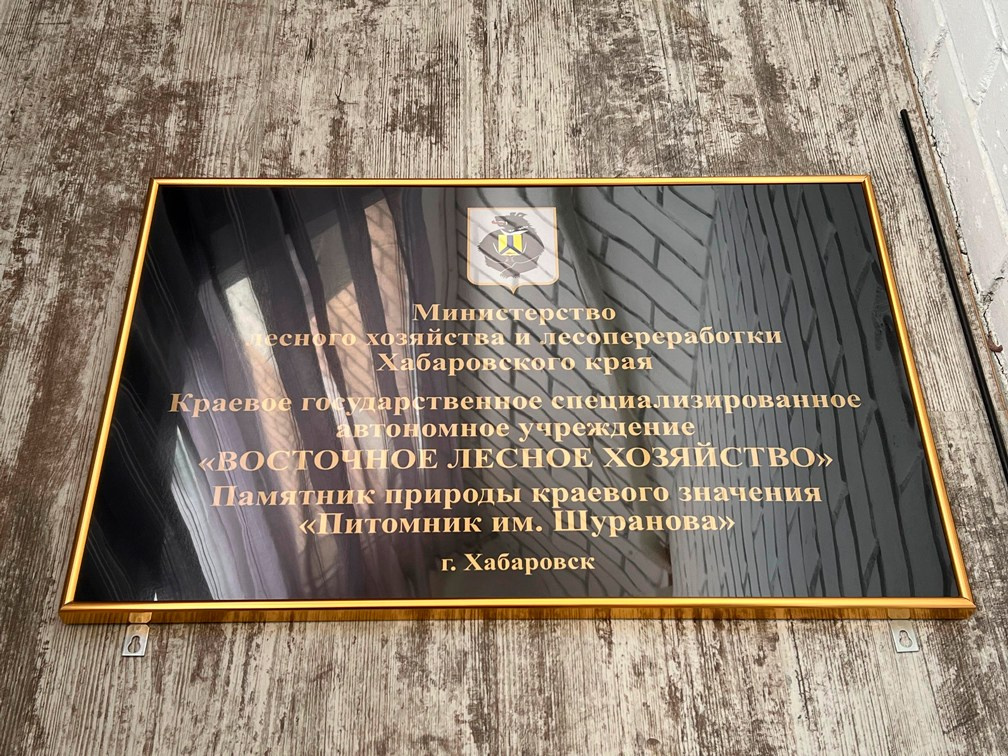 Министерство
лесного хозяйства и лесопереработки
Хабаровского края
Краевое государственное специализированное
автономное учреждение
«ВОСТОЧНОЕ ЛЕСНОЕ ХОЗЯЙСТВО»
Памятник природы краевого значения
«Питомник им. Шуранова»
г. Хабаровск